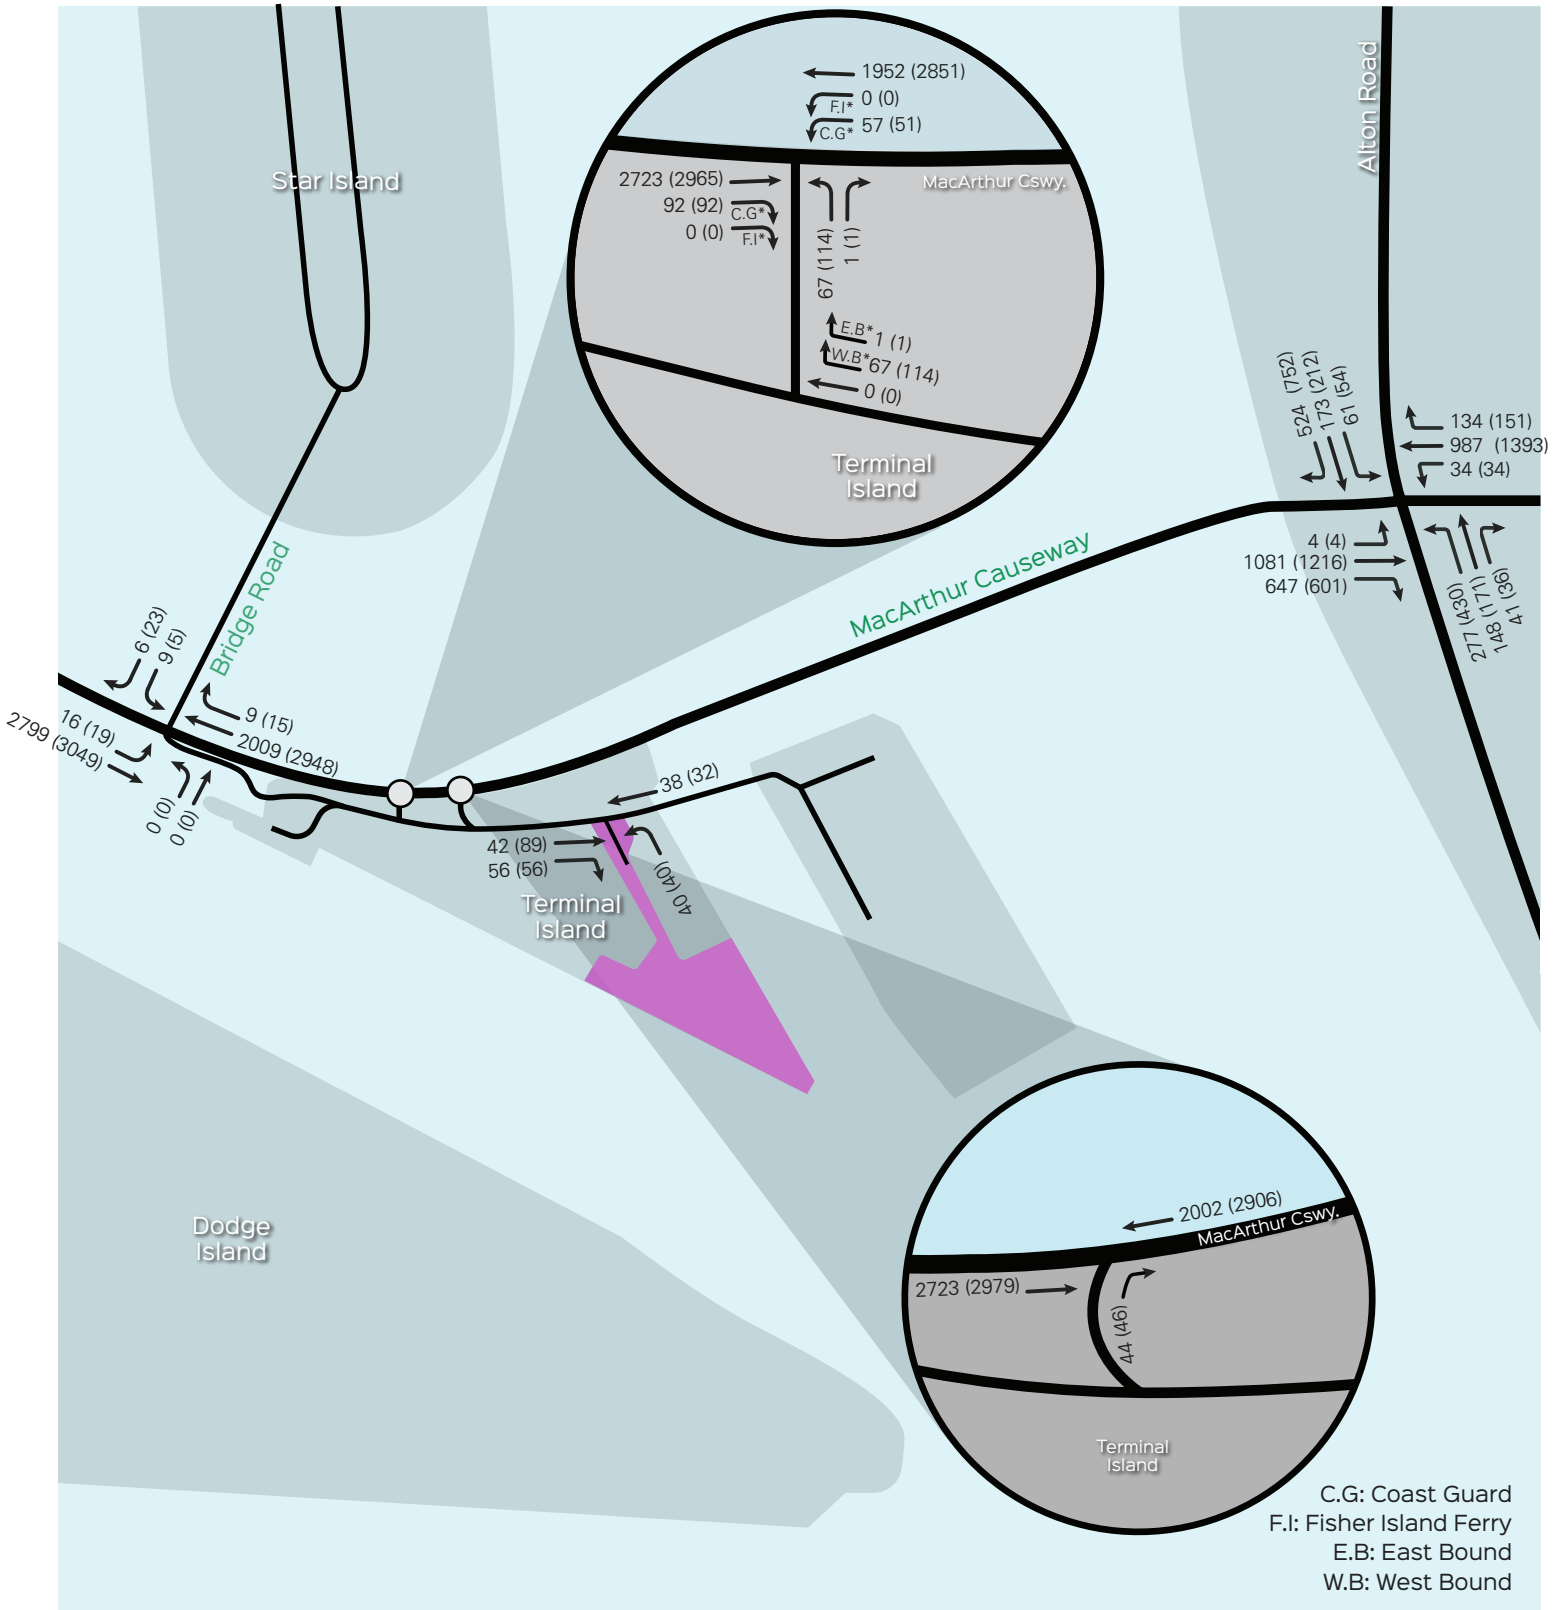 1952 (2851)
0 (0)
F.I*
57 (51)
C.G*
Alton Road
Star Island
2723 (2965)
MacArthur Cswy.
92 (92)
C.G*
0 (0)
F.I*
67 (114)
1 (1)
E.B* 1 (1)
W.B* 67 (114)
0 (0)
Terminal
Island
524 (752)
173 (212)
61 (54)
134 (151)
987 (1393)
34 (34)
4 (4)
1081 (1216)
647 (601)
277 (430)
148 (171)
41 (36)
MacArthur Causeway
Bridge Road
6 (23)
9 (5)
16 (19)
2799 (3049)
9 (15)
2009 (2948)
0 (0)
0 (0)
38 (32)
42 (89)
56 (56)
40 (40)
Terminal
Island
Dodge
Island
2002 (2906)
MacArthur Cswy.
2723 (2979)
44 (46)
Terminal
Island
C.G: Coast Guard
F.I: Fisher Island Ferry
E.B: East Bound
W.B: West Bound